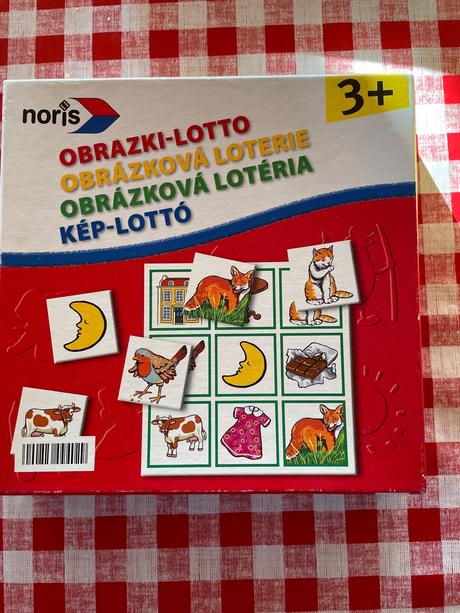 noris
3+
OBRAZKI-LOTTO
OBRÁZKOVÁ LOTERIE
OBRÁZKOVÁ LOTÉRIA
KÉP-LOTTÓ